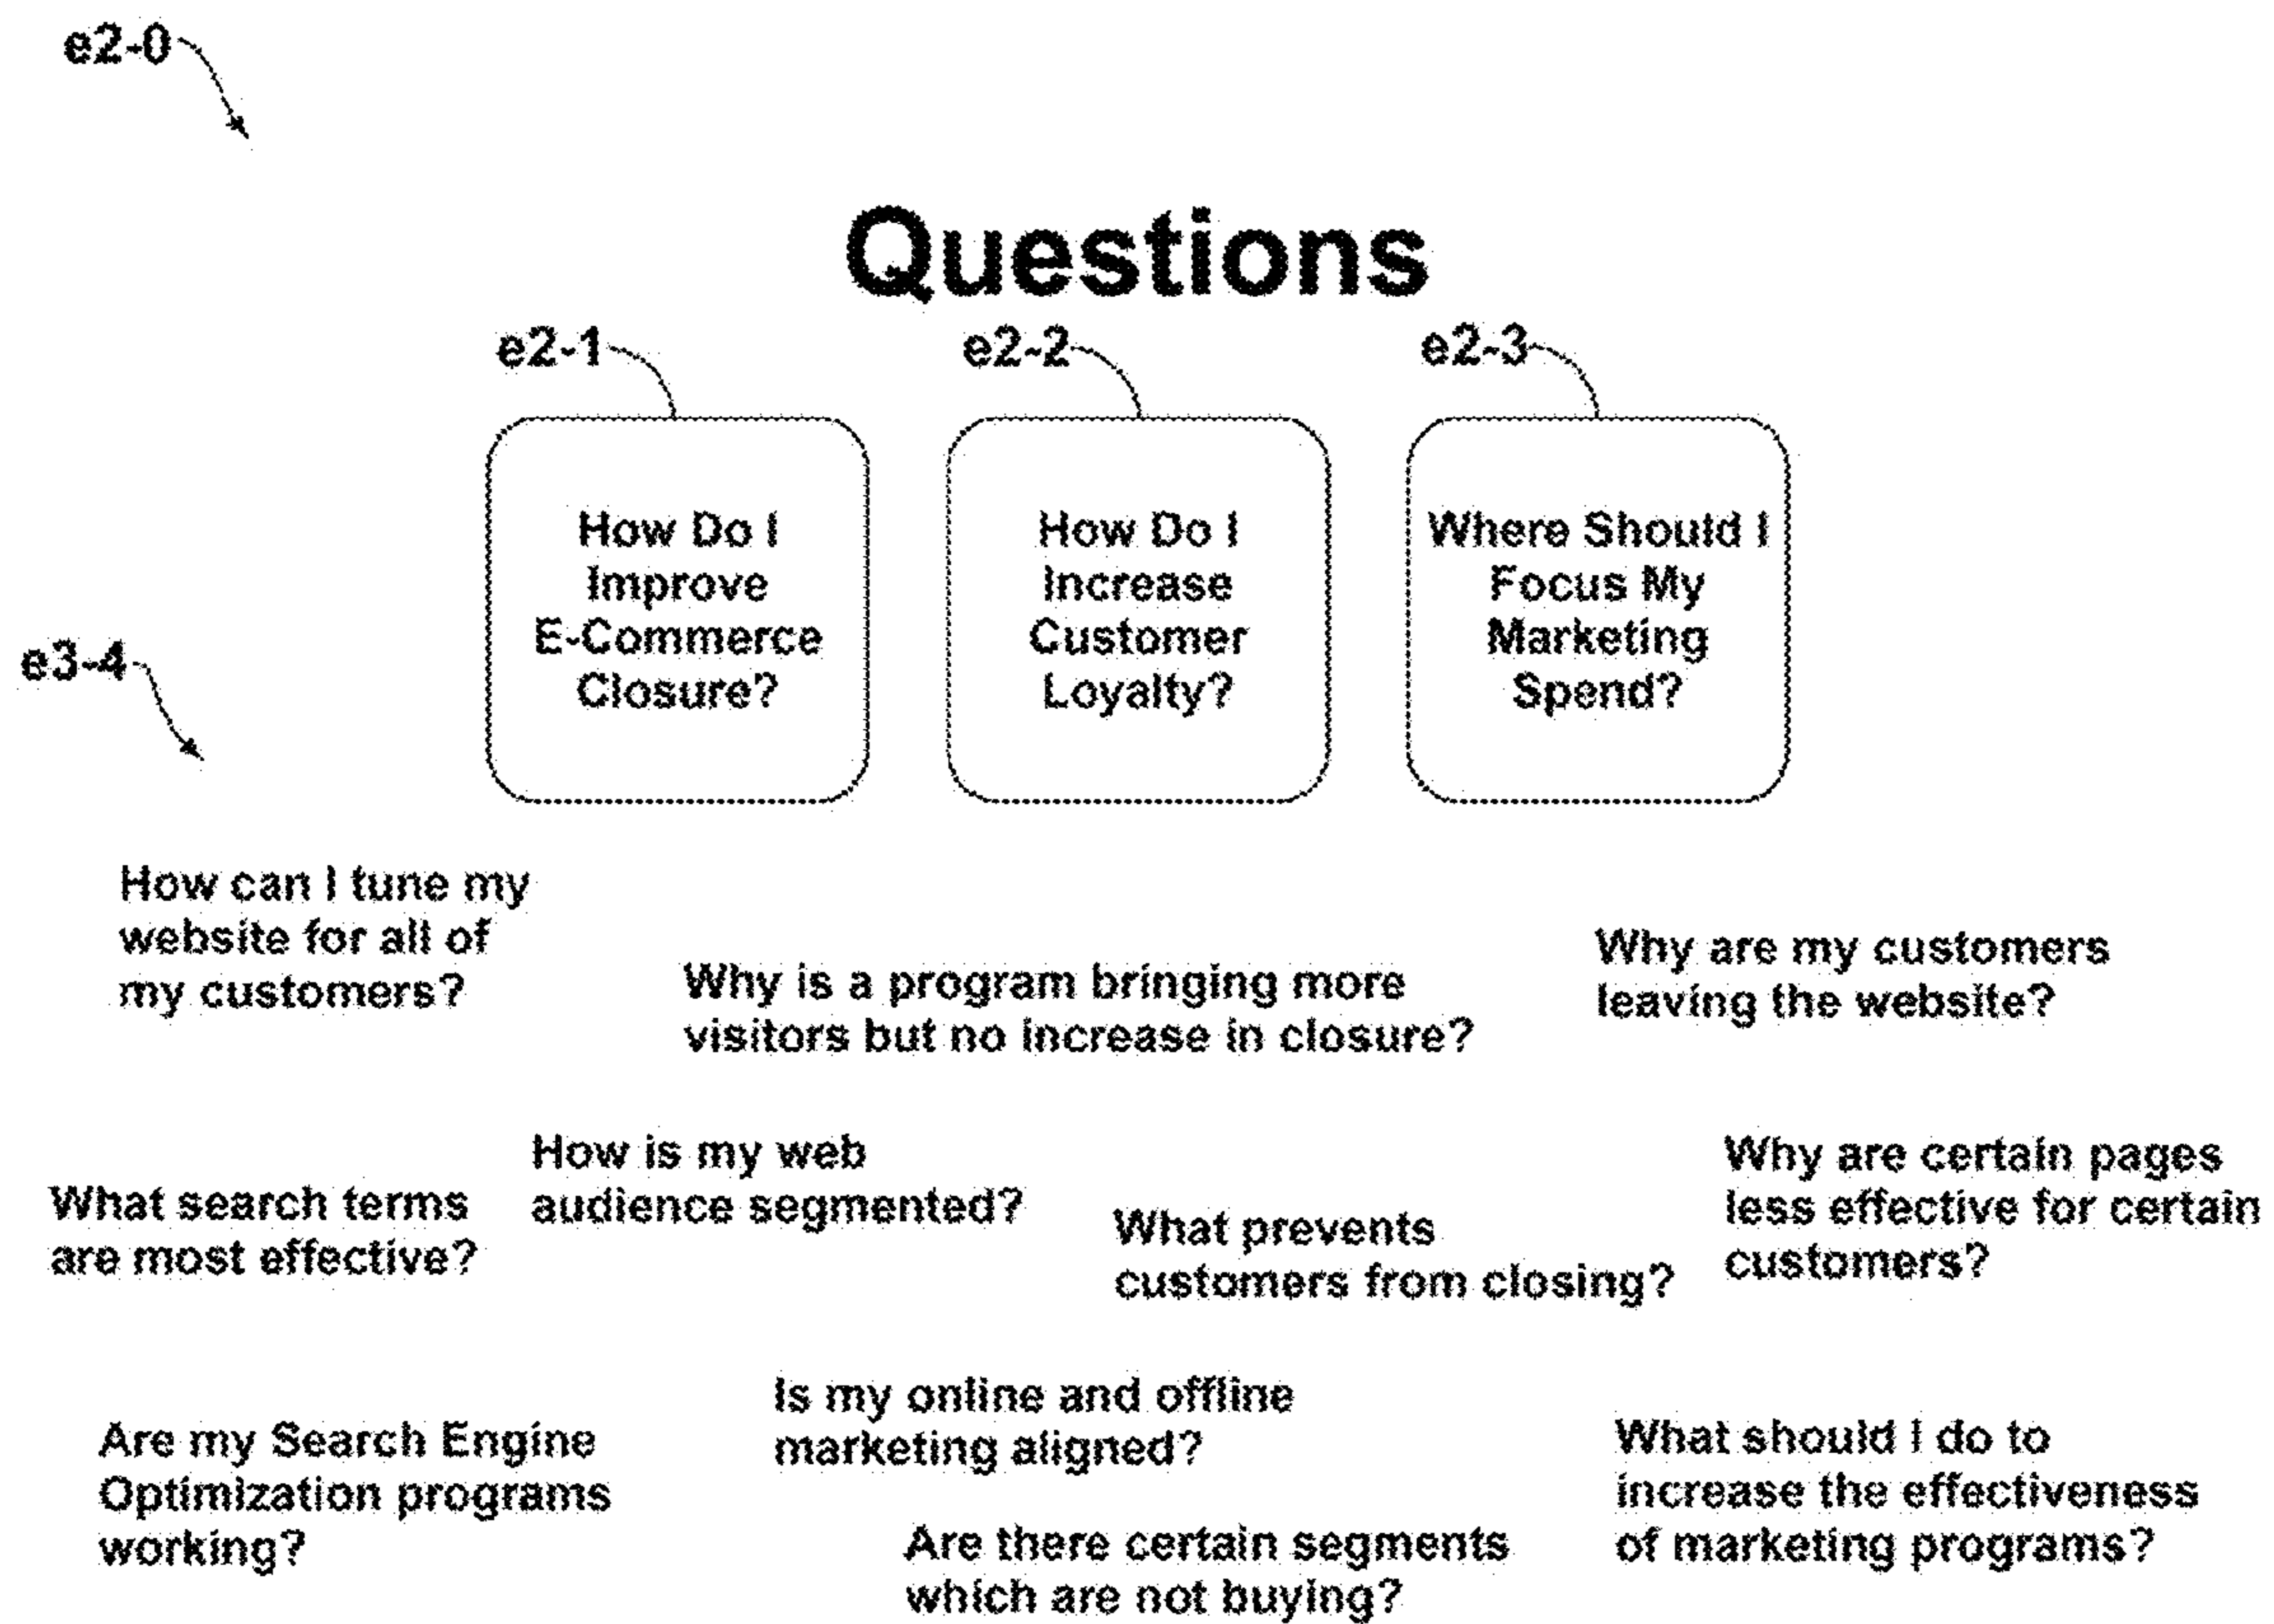 e2-0
Questions
e2-1
e2-2
e2-3
How Do I
Improve
E-Commerce
Closure?
How Do I
Increase
Customer
Loyalty?
Where Should I
Focus My
Marketing
Spend?
e3-4
How can I tune my
website for all of
my customers?
Why is a program bringing more
visitors but no increase in closure?
Why are my customers
leaving the website?
What search terms
are most effective?
How is my web
audience segmented?
What prevents
customers from closing?
Why are certain pages
less effective for certain
customers?
Are my Search Engine
Optimization programs
working?
Is my online and offline
marketing aligned?
Are there certain segments
which are not buying?
What should I do to
increase the effectiveness
of marketing programs?